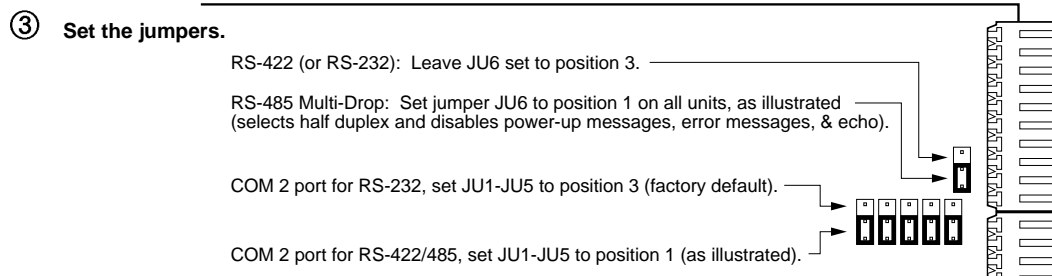 ③ Set the jumpers.
RS-422 (or RS-232): Leave JU6 set to position 3.
RS-485 Multi-Drop: Set jumper JU6 to position 1 on all units, as illustrated
(selects half duplex and disables power-up messages, error messages, & echo).
COM 2 port for RS-232, set JU1-JU5 to position 3 (factory default).
COM 2 port for RS-422/485, set JU1-JU5 to position 1 (as illustrated).